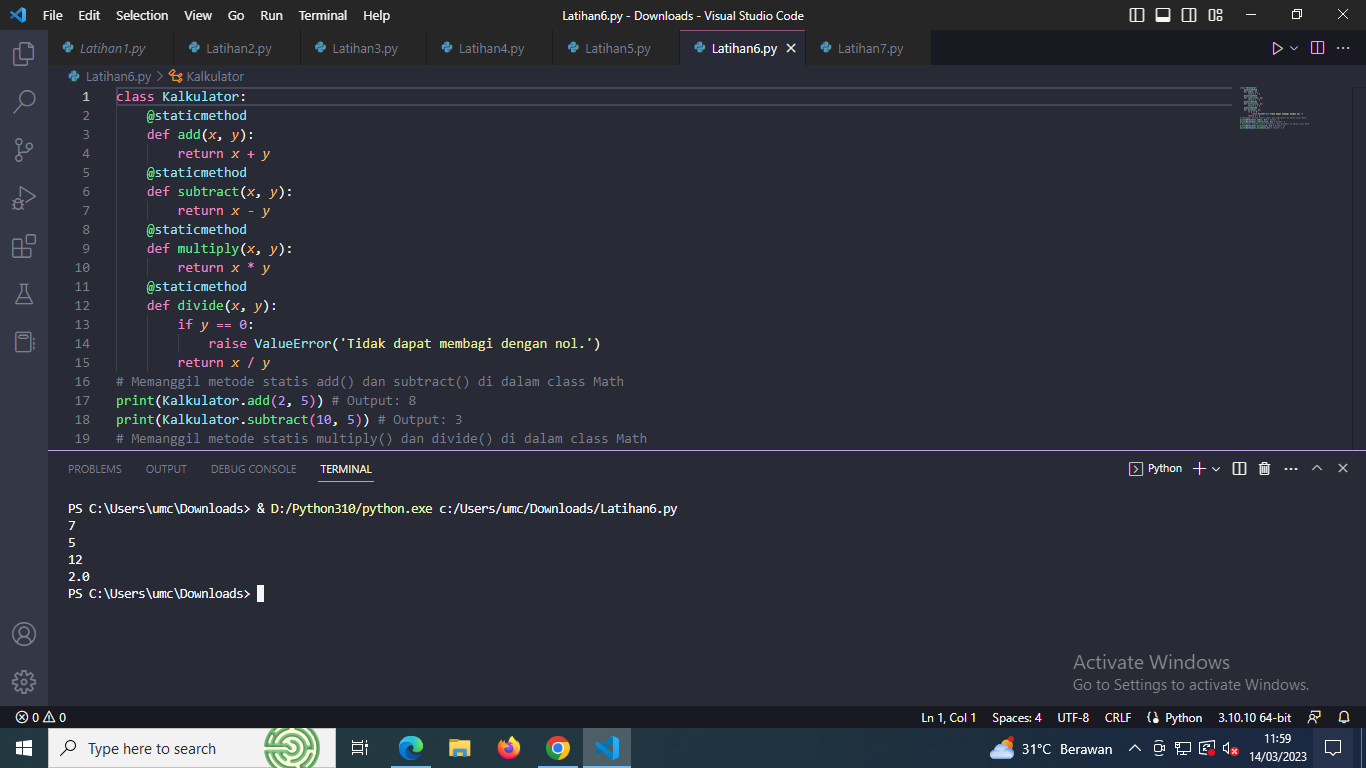 File Edit Selection View Go Run Terminal Help Latihan6.py - Downloads - Visual Studio Code
Latihan1.py Latihan2.py Latihan3.py Latihan4.py Latihan5.py Latihan6.py Latihan7.py
Latihan6.py > Kalkulator
1 class Kalkulator:
2 @staticmethod
3 def add(x, y):
4 return x + y
5 @staticmethod
6 def subtract(x, y):
7 return x - y
8 @staticmethod
9 def multiply(x, y):
10 return x * y
11 @staticmethod
12 def divide(x, y):
13 if y == 0:
14 raise ValueError('Tidak dapat membagi dengan nol.')
15 return x / y
16 # Memanggil metode statis add() dan subtract() di dalam class Math
17 print(Kalkulator.add(2, 5)) # Output: 8
18 print(Kalkulator.subtract(10, 5)) # Output: 3
19 # Memanggil metode statis multiply() dan divide() di dalam class Math
PROBLEMS OUTPUT DEBUG CONSOLE TERMINAL Python
PS C:\Users\umc\Downloads> & D:/Python310/python.exe c:/Users/umc/Downloads/Latihan6.py
7
5
12
2.0
PS C:\Users\umc\Downloads>
Activate Windows
Go to Settings to activate Windows.
0 0 Ln 1, Col 1 Spaces: 4 UTF-8 CRLF Python 3.10.10 64-bit
Type here to search 31°C Berawan 11:59
14/03/2023